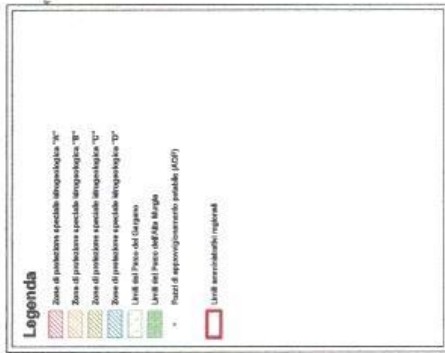 Legenda
Zone di protezione speciale idrogeologica "A"
Zone di protezione speciale idrogeologica "B"
Zone di protezione speciale idrogeologica "C"
Zone di protezione speciale idrogeologica "D"
Limiti del Parco del Gargano
Limiti del Parco dell'Alta Murgia
Pozzi di approvvigionamento potabile (AQP)
Limiti amministrativi regionali